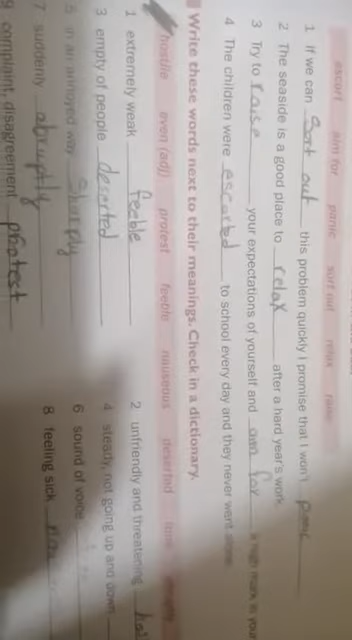 escort aim for panic sort out relax raise
1 If we can sort out this problem quickly I promise that I won't panic
2 The seaside is a good place to relax after a hard year's work
3 Try to raise your expectations of yourself and aim for a high mark in your
4 The children were escorted to school every day and they never went alone
Write these words next to their meanings. Check in a dictionary.
hostile even (adj) protest feeble nauseous deserted tone
1 extremely weak feeble
2 unfriendly and threatening
3 empty of people deserted
4 steady, not going up and down
5 in an annoyed way sharply
6 sound of voice
7 suddenly abruptly
8 feeling sick
9 complaint, disagreement photest